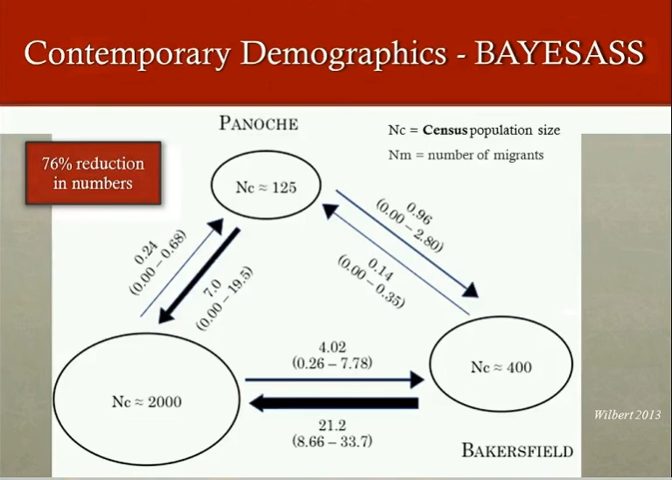 Contemporary Demographics - BAYESASS
PANOCHE
Nc = Census population size
Nm = number of migrants
76% reduction
in numbers
Nc ≈ 125
0.24
(0.00 – 0.68)
7.0
(0.00 – 19.5)
0.96
(0.00 – 2.80)
0.14
(0.00 – 0.35)
4.02
(0.26 – 7.78)
Nc ≈ 400
Nc ≈ 2000
21.2
(8.66 – 33.7)
Wilbert 2013
BAKERSFIELD